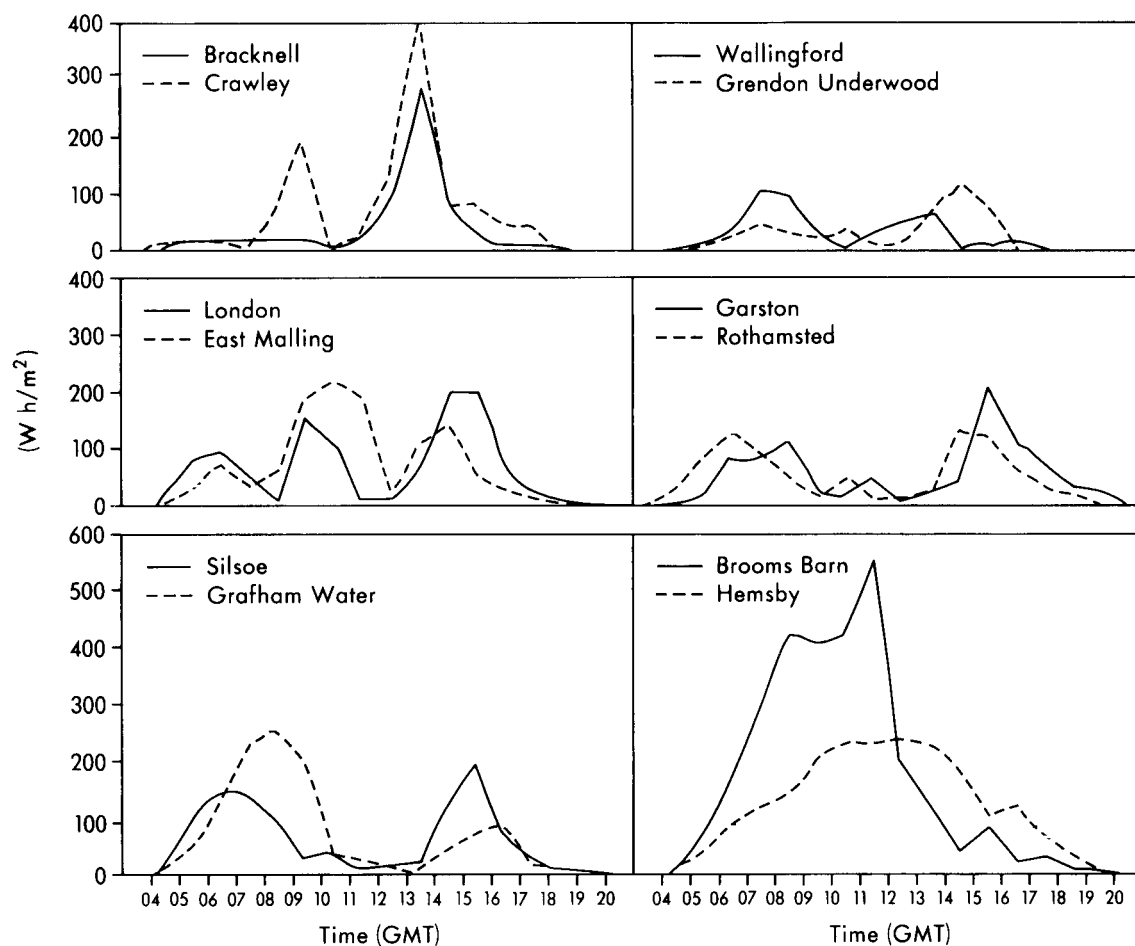 400
300
200
100
0
Bracknell
Crawley
Wallingford
Grendon Underwood
400
300
200
100
0
London
East Malling
Garston
Rothamsted
(W h/m²)
600
500
400
300
200
100
0
Silsoe
Grafham Water
Brooms Barn
Hemsby
04 05 06 07 08 09 10 11 12 13 14 15 16 17 18 19 20
04 05 06 07 08 09 10 11 12 13 14 15 16 17 18 19 20
Time (GMT)
Time (GMT)